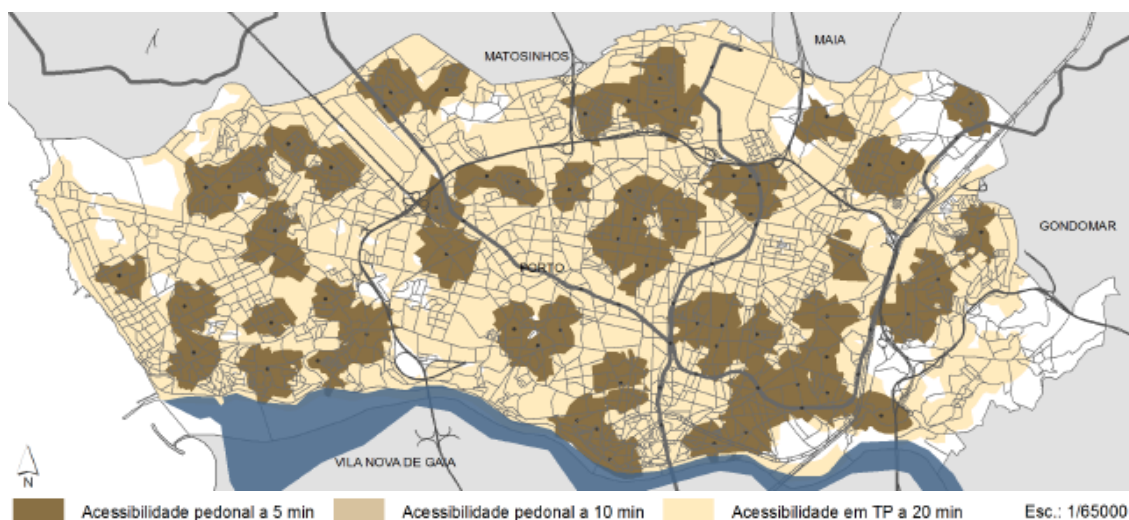 MATOSINHOS
MAIA
GONDOMAR
PORTO
VILA NOVA DE GAIA
N
Acessibilidade pedonal a 5 min
Acessibilidade pedonal a 10 min
Acessibilidade em TP a 20 min
Esc.: 1/65000